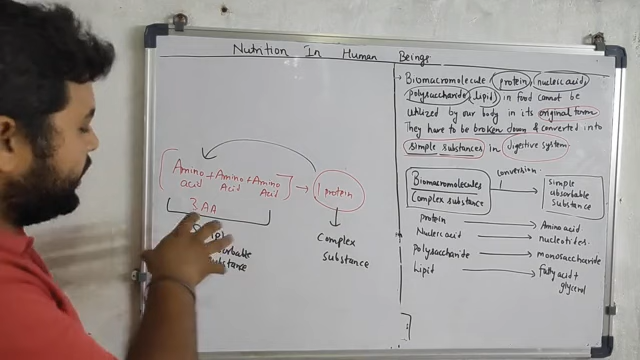 Nutrition In Human Beings
[Amino acid + Amino Acid + Amino Acid] → 1 protein
3 AA
Complex
substance
→ Biomacromolecule, protein, nucleic acid,
polysaccharide, lipid, in food cannot be
utilized by our body in its original form
They have to be broken down & converted into
simple substances in digestive system.
Biomacromolecules
Complex substance
Conversion
Simple
absorbable
substance
protein → Amino acid
Nucleic acid → nucleotides.
Polysaccharide → monosaccharide
Lipid → fatty acid +
glycerol